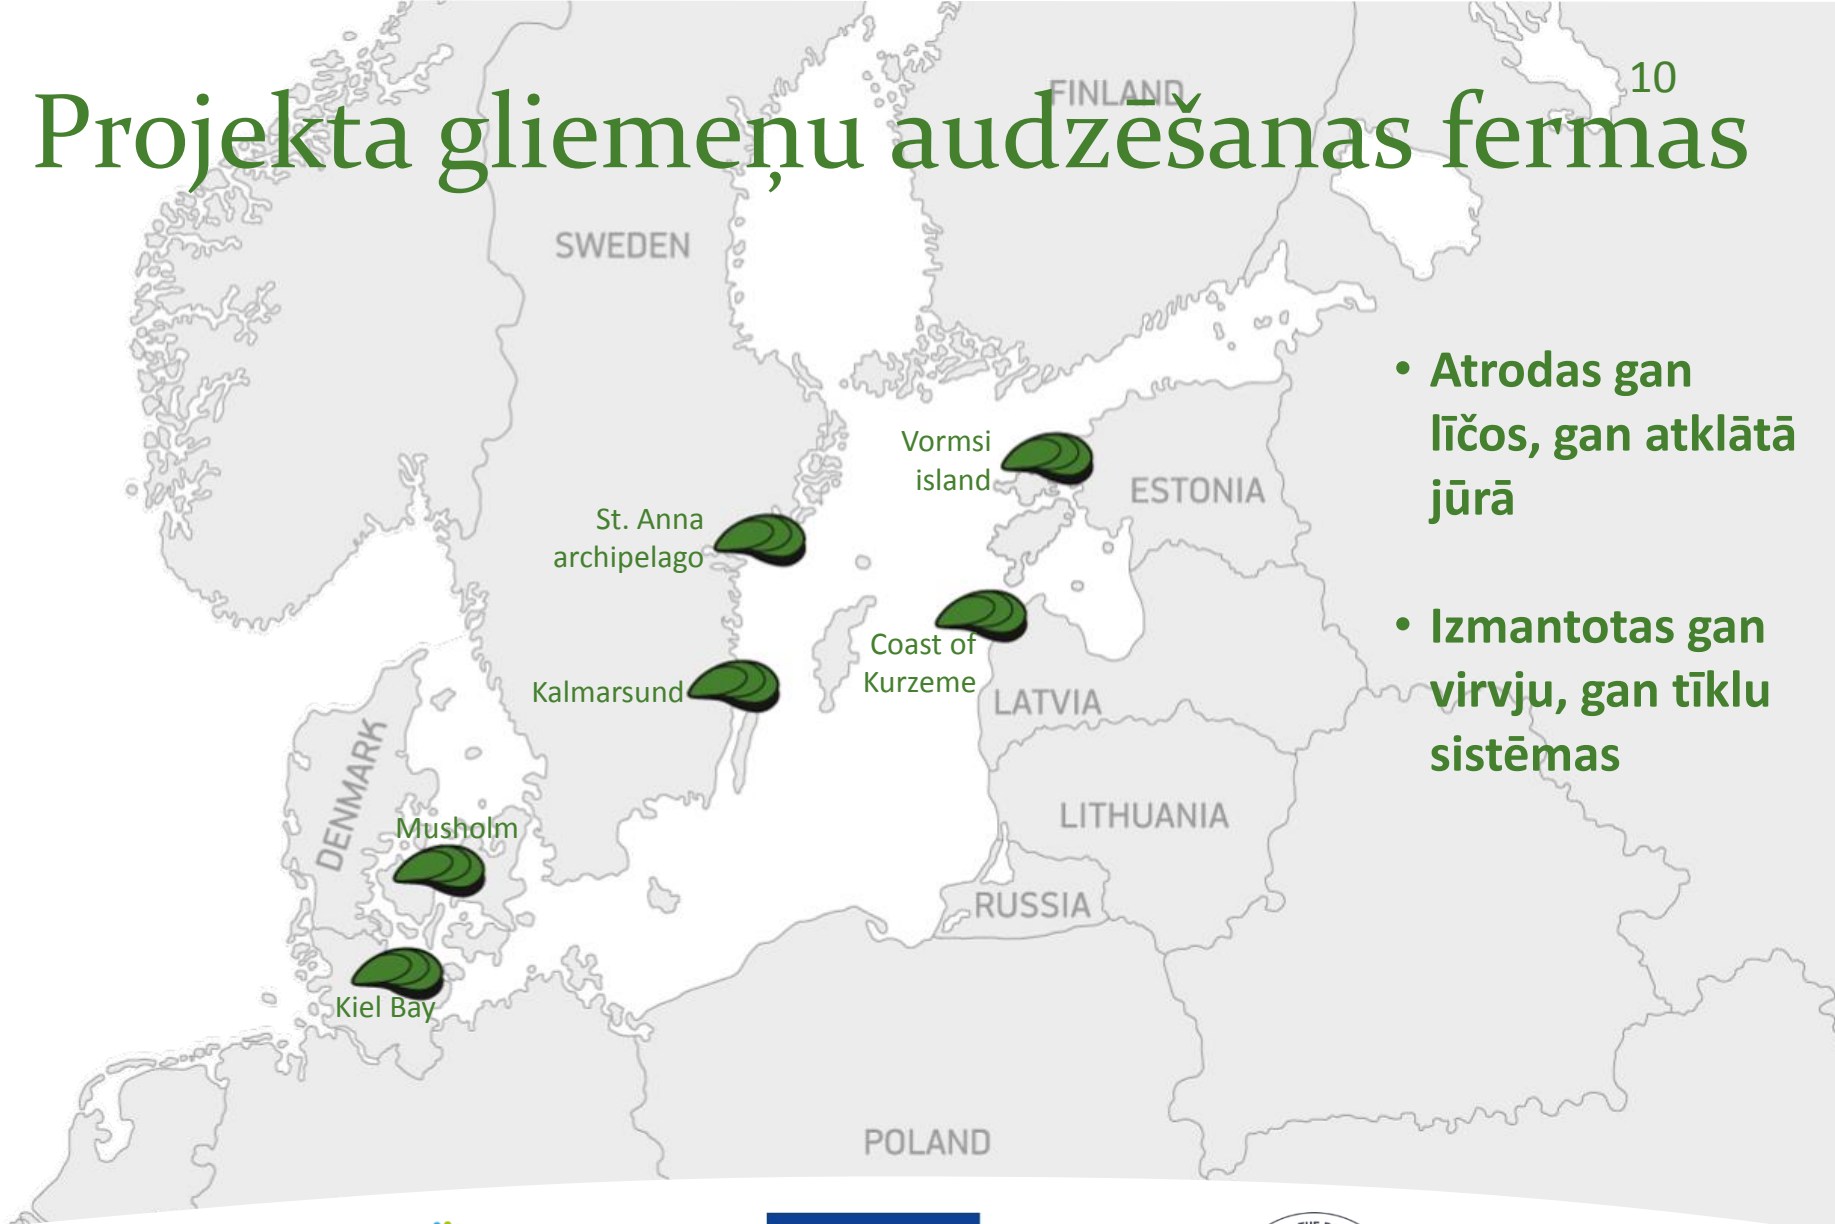 10
Projekta gliemeņu audzēšanas fermas
FINLAND
SWEDEN
• Atrodas gan
līčos, gan atklātā
jūrā
Vormsi
island
ESTONIA
St. Anna
archipelago
• Izmantotas gan
virvju, gan tīklu
sistēmas
Coast of
Kurzeme
Kalmarsund
LATVIA
DENMARK
Musholm
LITHUANIA
RUSSIA
Kiel Bay
POLAND